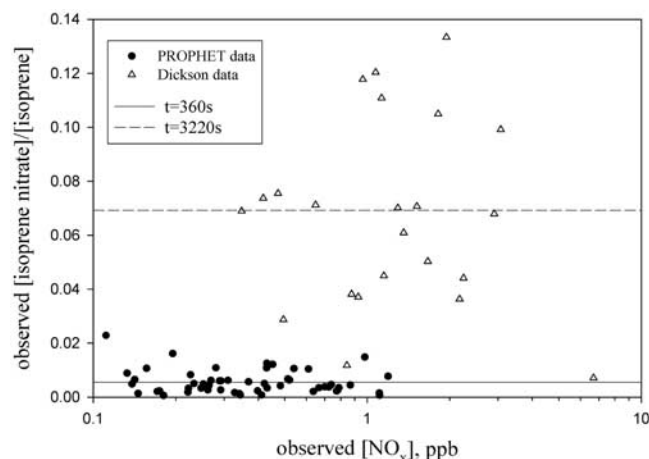 0.14
0.12
0.10
0.08
0.06
0.04
0.02
0.00
observed [isoprene nitrate]/[isoprene]
PROPHET data
Dickson data
t=360s
t=3220s
0.1 1 10
observed [NOx], ppb